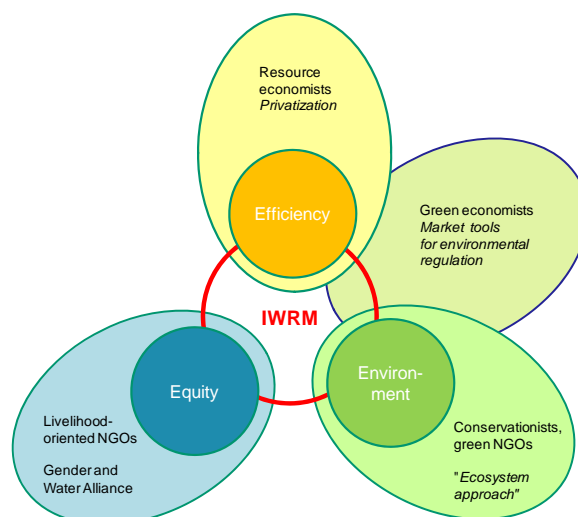 Resource
economists
Privatization
Efficiency
Green economists
Market tools
for environmental
regulation
IWRM
Equity
Environ-
ment
Livelihood-
oriented NGOs
Gender and
Water Alliance
Conservationists,
green NGOs
"Ecosystem
approach"